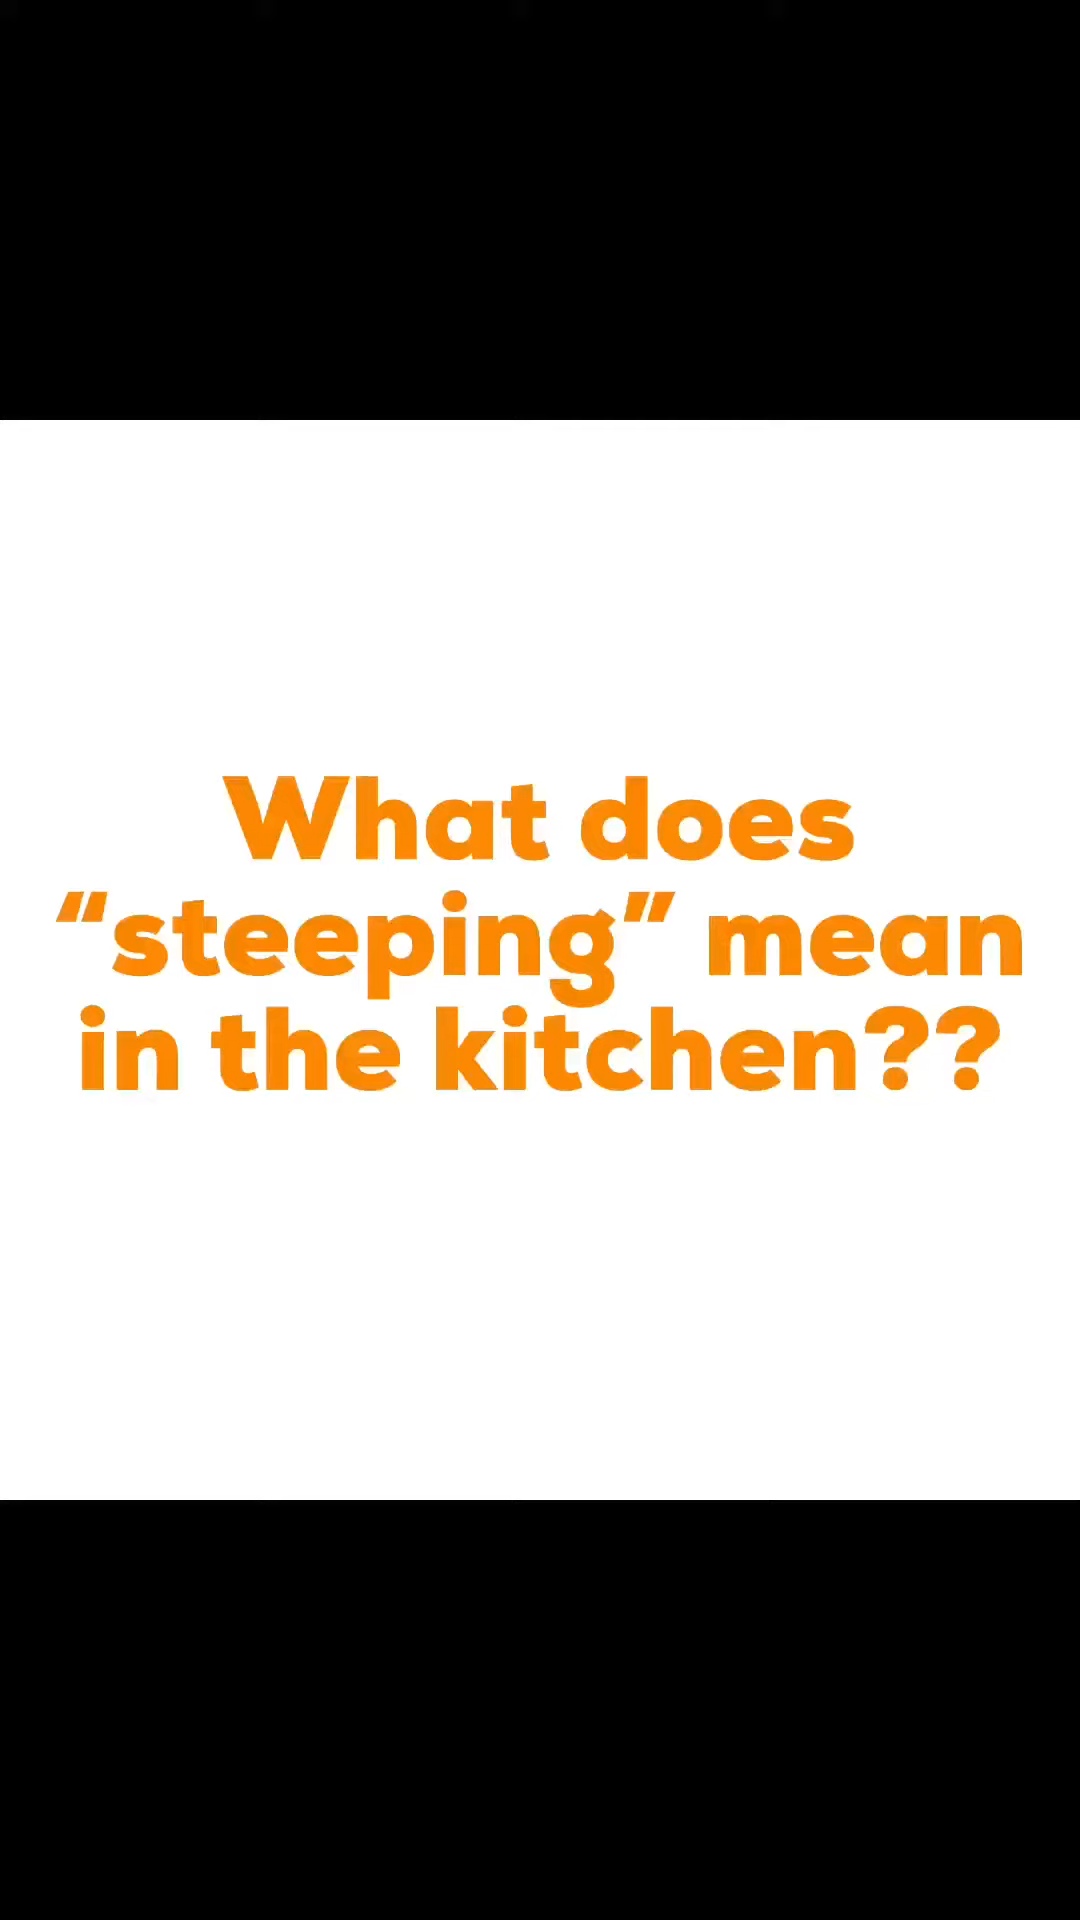 What does
“steeping” mean
in the kitchen??